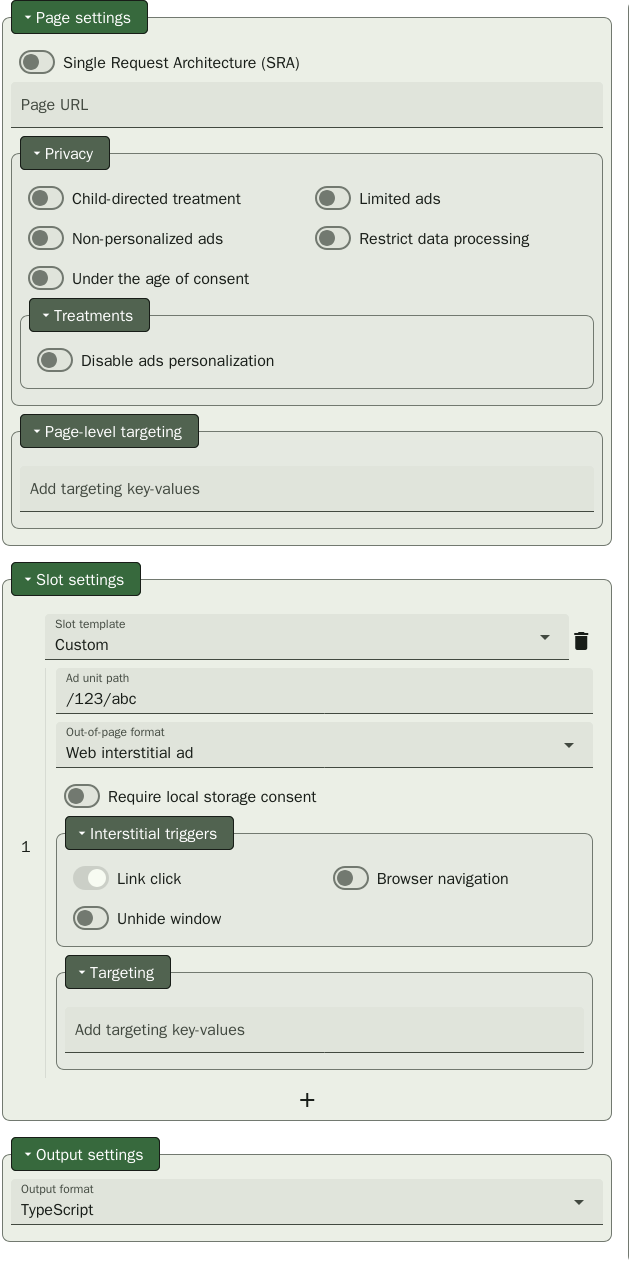 Page settings
Single Request Architecture (SRA)
Page URL
Privacy
Child-directed treatment
Limited ads
Non-personalized ads
Restrict data processing
Under the age of consent
Treatments
Disable ads personalization
Page-level targeting
Add targeting key-values
Slot settings
Slot template
Custom
Ad unit path
/123/abc
Out-of-page format
Web interstitial ad
Require local storage consent
Interstitial triggers
1
Link click
Browser navigation
Unhide window
Targeting
Add targeting key-values
+
Output settings
Output format
TypeScript